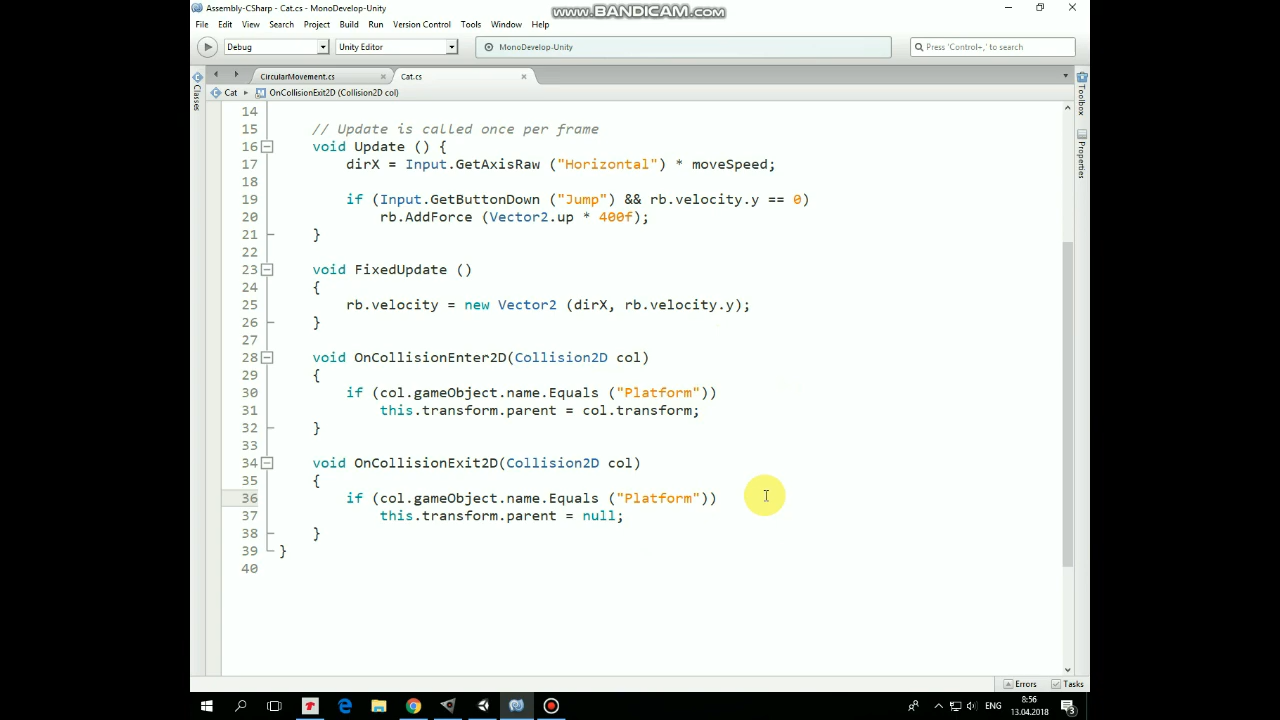 Assembly-CSharp - Cat.cs - MonoDevelop-Unity
www.BANDICAM.com
File Edit View Search Project Build Run Version Control Tools Window Help
Debug Unity Editor MonoDevelop-Unity Press 'Control+,' to search
CircularMovement.cs Cat.cs
Cat OnCollisionExit2D (Collision2D col)
Classes
Toolbox
Properties
14
15 // Update is called once per frame
16 void Update () {
17 dirX = Input.GetAxisRaw ("Horizontal") * moveSpeed;
18
19 if (Input.GetButtonDown ("Jump") && rb.velocity.y == 0)
20 rb.AddForce (Vector2.up * 400f);
21 }
22
23 void FixedUpdate ()
24 {
25 rb.velocity = new Vector2 (dirX, rb.velocity.y);
26 }
27
28 void OnCollisionEnter2D(Collision2D col)
29 {
30 if (col.gameObject.name.Equals ("Platform"))
31 this.transform.parent = col.transform;
32 }
33
34 void OnCollisionExit2D(Collision2D col)
35 {
36 if (col.gameObject.name.Equals ("Platform"))
37 this.transform.parent = null;
38 }
39 }
40
Errors Tasks
ENG 8:56
13.04.2018 3